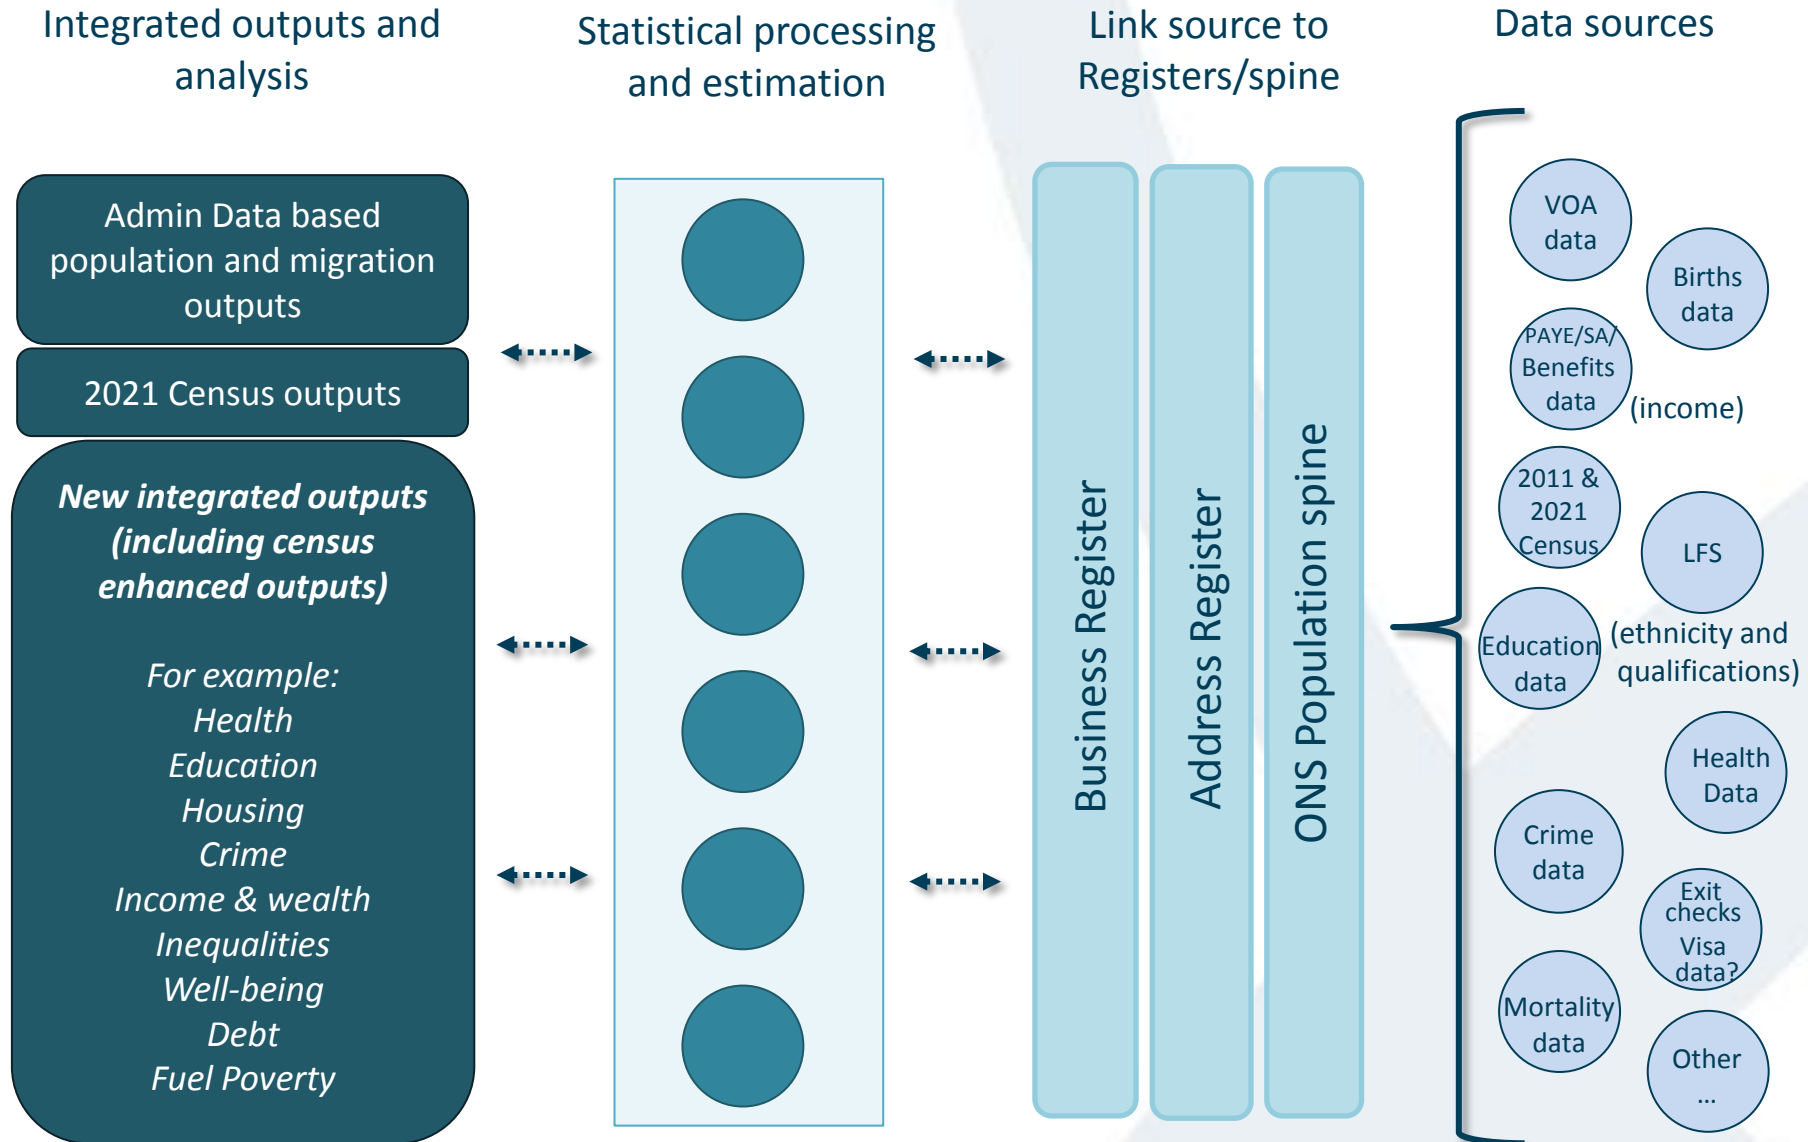 Integrated outputs and
analysis
Statistical processing
and estimation
Link source to
Registers/spine
Data sources
Admin Data based
population and migration
outputs
2021 Census outputs
New integrated outputs
(including census
enhanced outputs)
For example:
Health
Education
Housing
Crime
Income & wealth
Inequalities
Well-being
Debt
Fuel Poverty
Business Register
Address Register
ONS Population spine
VOA
data
Births
data
PAYE/SA/
Benefits
data
(income)
2011 &
2021
Census
LFS
Education
data
(ethnicity and
qualifications)
Health
Data
Crime
data
Exit
checks
Visa
data?
Mortality
data
Other
...